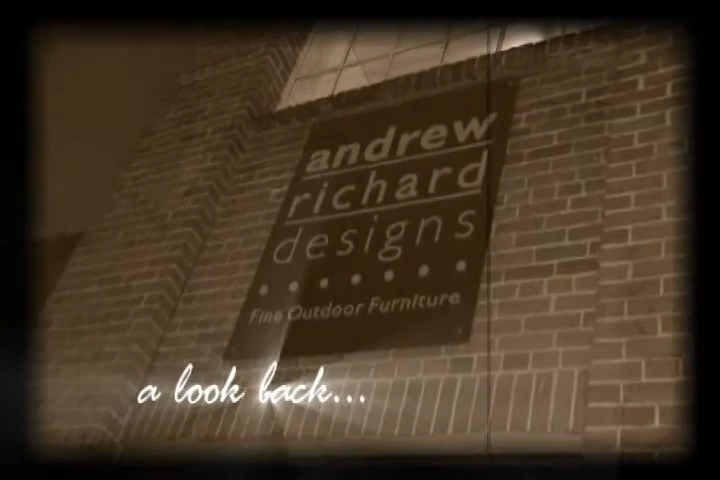 andrew
richard
designs
Fine Outdoor Furniture
a look back...